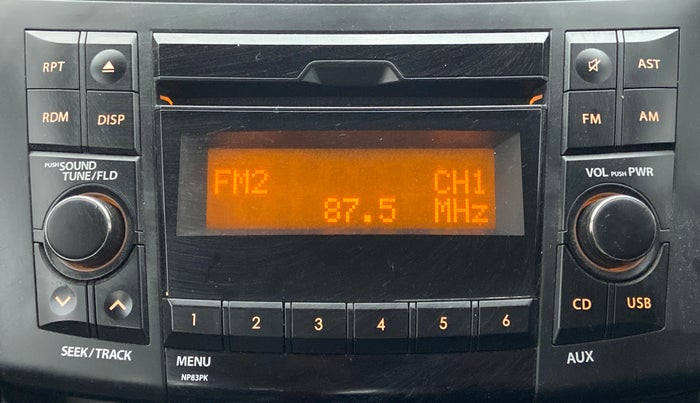 RPT
AST
RDM
DISP
FM
AM
PUSH SOUND
TUNE/FLD
VOL PUSH PWR
FM2 CH1
87.5 MHz
CD
USB
1 2 3 4 5 6
SEEK/TRACK
MENU
AUX
NP83PK